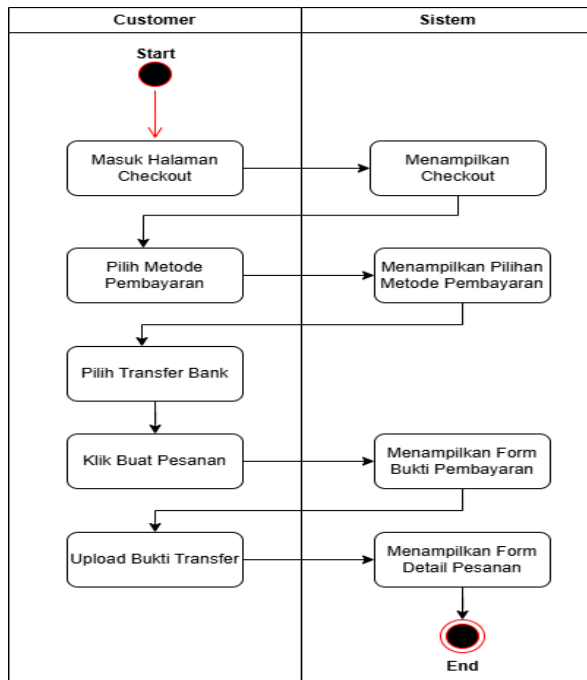 Customer
Sistem
Start
Masuk Halaman
Checkout
Menampilkan
Checkout
Pilih Metode
Pembayaran
Menampilkan Pilihan
Metode Pembayaran
Pilih Transfer Bank
Klik Buat Pesanan
Menampilkan Form
Bukti Pembayaran
Upload Bukti Transfer
Menampilkan Form
Detail Pesanan
End